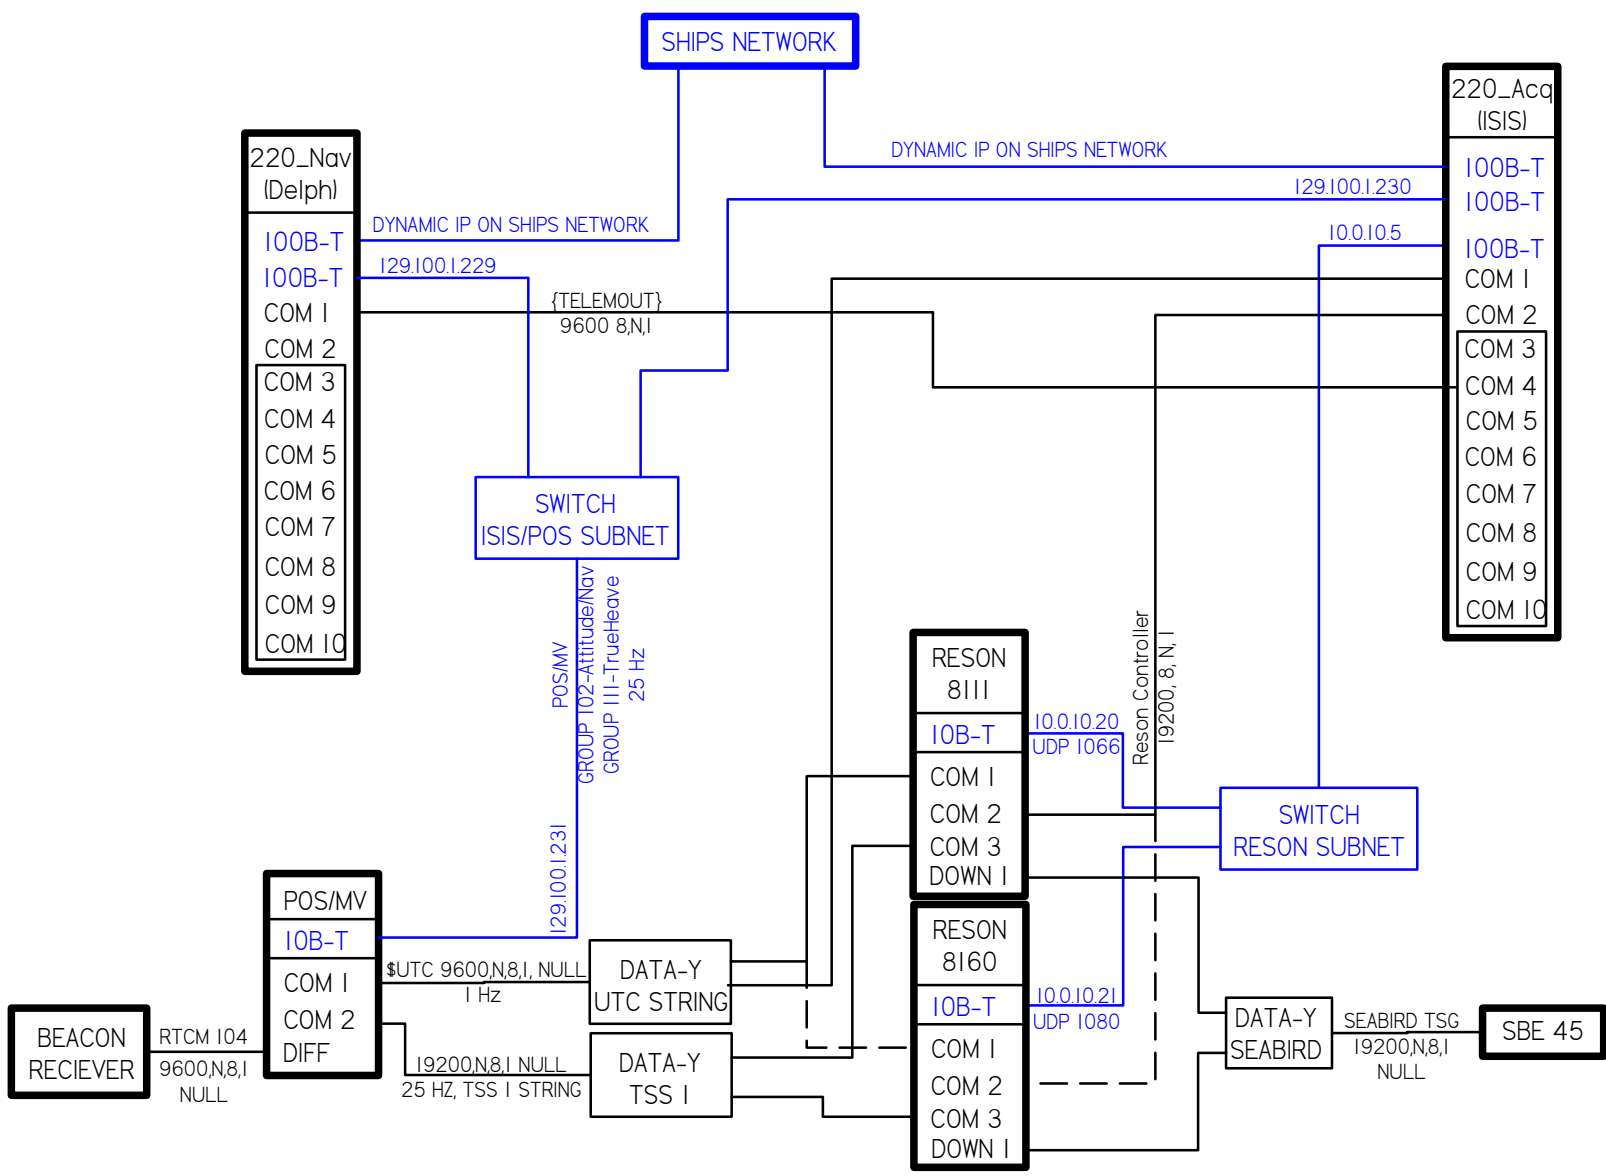 SHIPS NETWORK
220_Nav
(Delph)
100B-T
100B-T
COM 1
COM 2
COM 3
COM 4
COM 5
COM 6
COM 7
COM 8
COM 9
COM 10
DYNAMIC IP ON SHIPS NETWORK
129.100.1.229
{TELEMOUT}
9600 8,N,1
DYNAMIC IP ON SHIPS NETWORK
129.100.1.230
10.0.10.5
220_Acq
(ISIS)
100B-T
100B-T
100B-T
COM 1
COM 2
COM 3
COM 4
COM 5
COM 6
COM 7
COM 8
COM 9
COM 10
SWITCH
ISIS/POS SUBNET
POS/MV
GROUP 102-Attitude/Nav
GROUP 111-TrueHeave
25 Hz
129.100.1.231
Reson Controller
19200, 8, N, 1
RESON
8111
10B-T
COM 1
COM 2
COM 3
DOWN 1
10.0.10.20
UDP 1066
SWITCH
RESON SUBNET
RESON
8160
10B-T
COM 1
COM 2
COM 3
DOWN 1
10.0.10.21
UDP 1080
POS/MV
10B-T
COM 1
COM 2
DIFF
BEACON
RECIEVER
RTCM 104
9600,N,8,1
NULL
$UTC 9600,N,8,1, NULL
1 Hz
DATA-Y
UTC STRING
19200,N,8,1 NULL
25 HZ, TSS 1 STRING
DATA-Y
TSS 1
DATA-Y
SEABIRD
SEABIRD TSG
19200,N,8,1
NULL
SBE 45